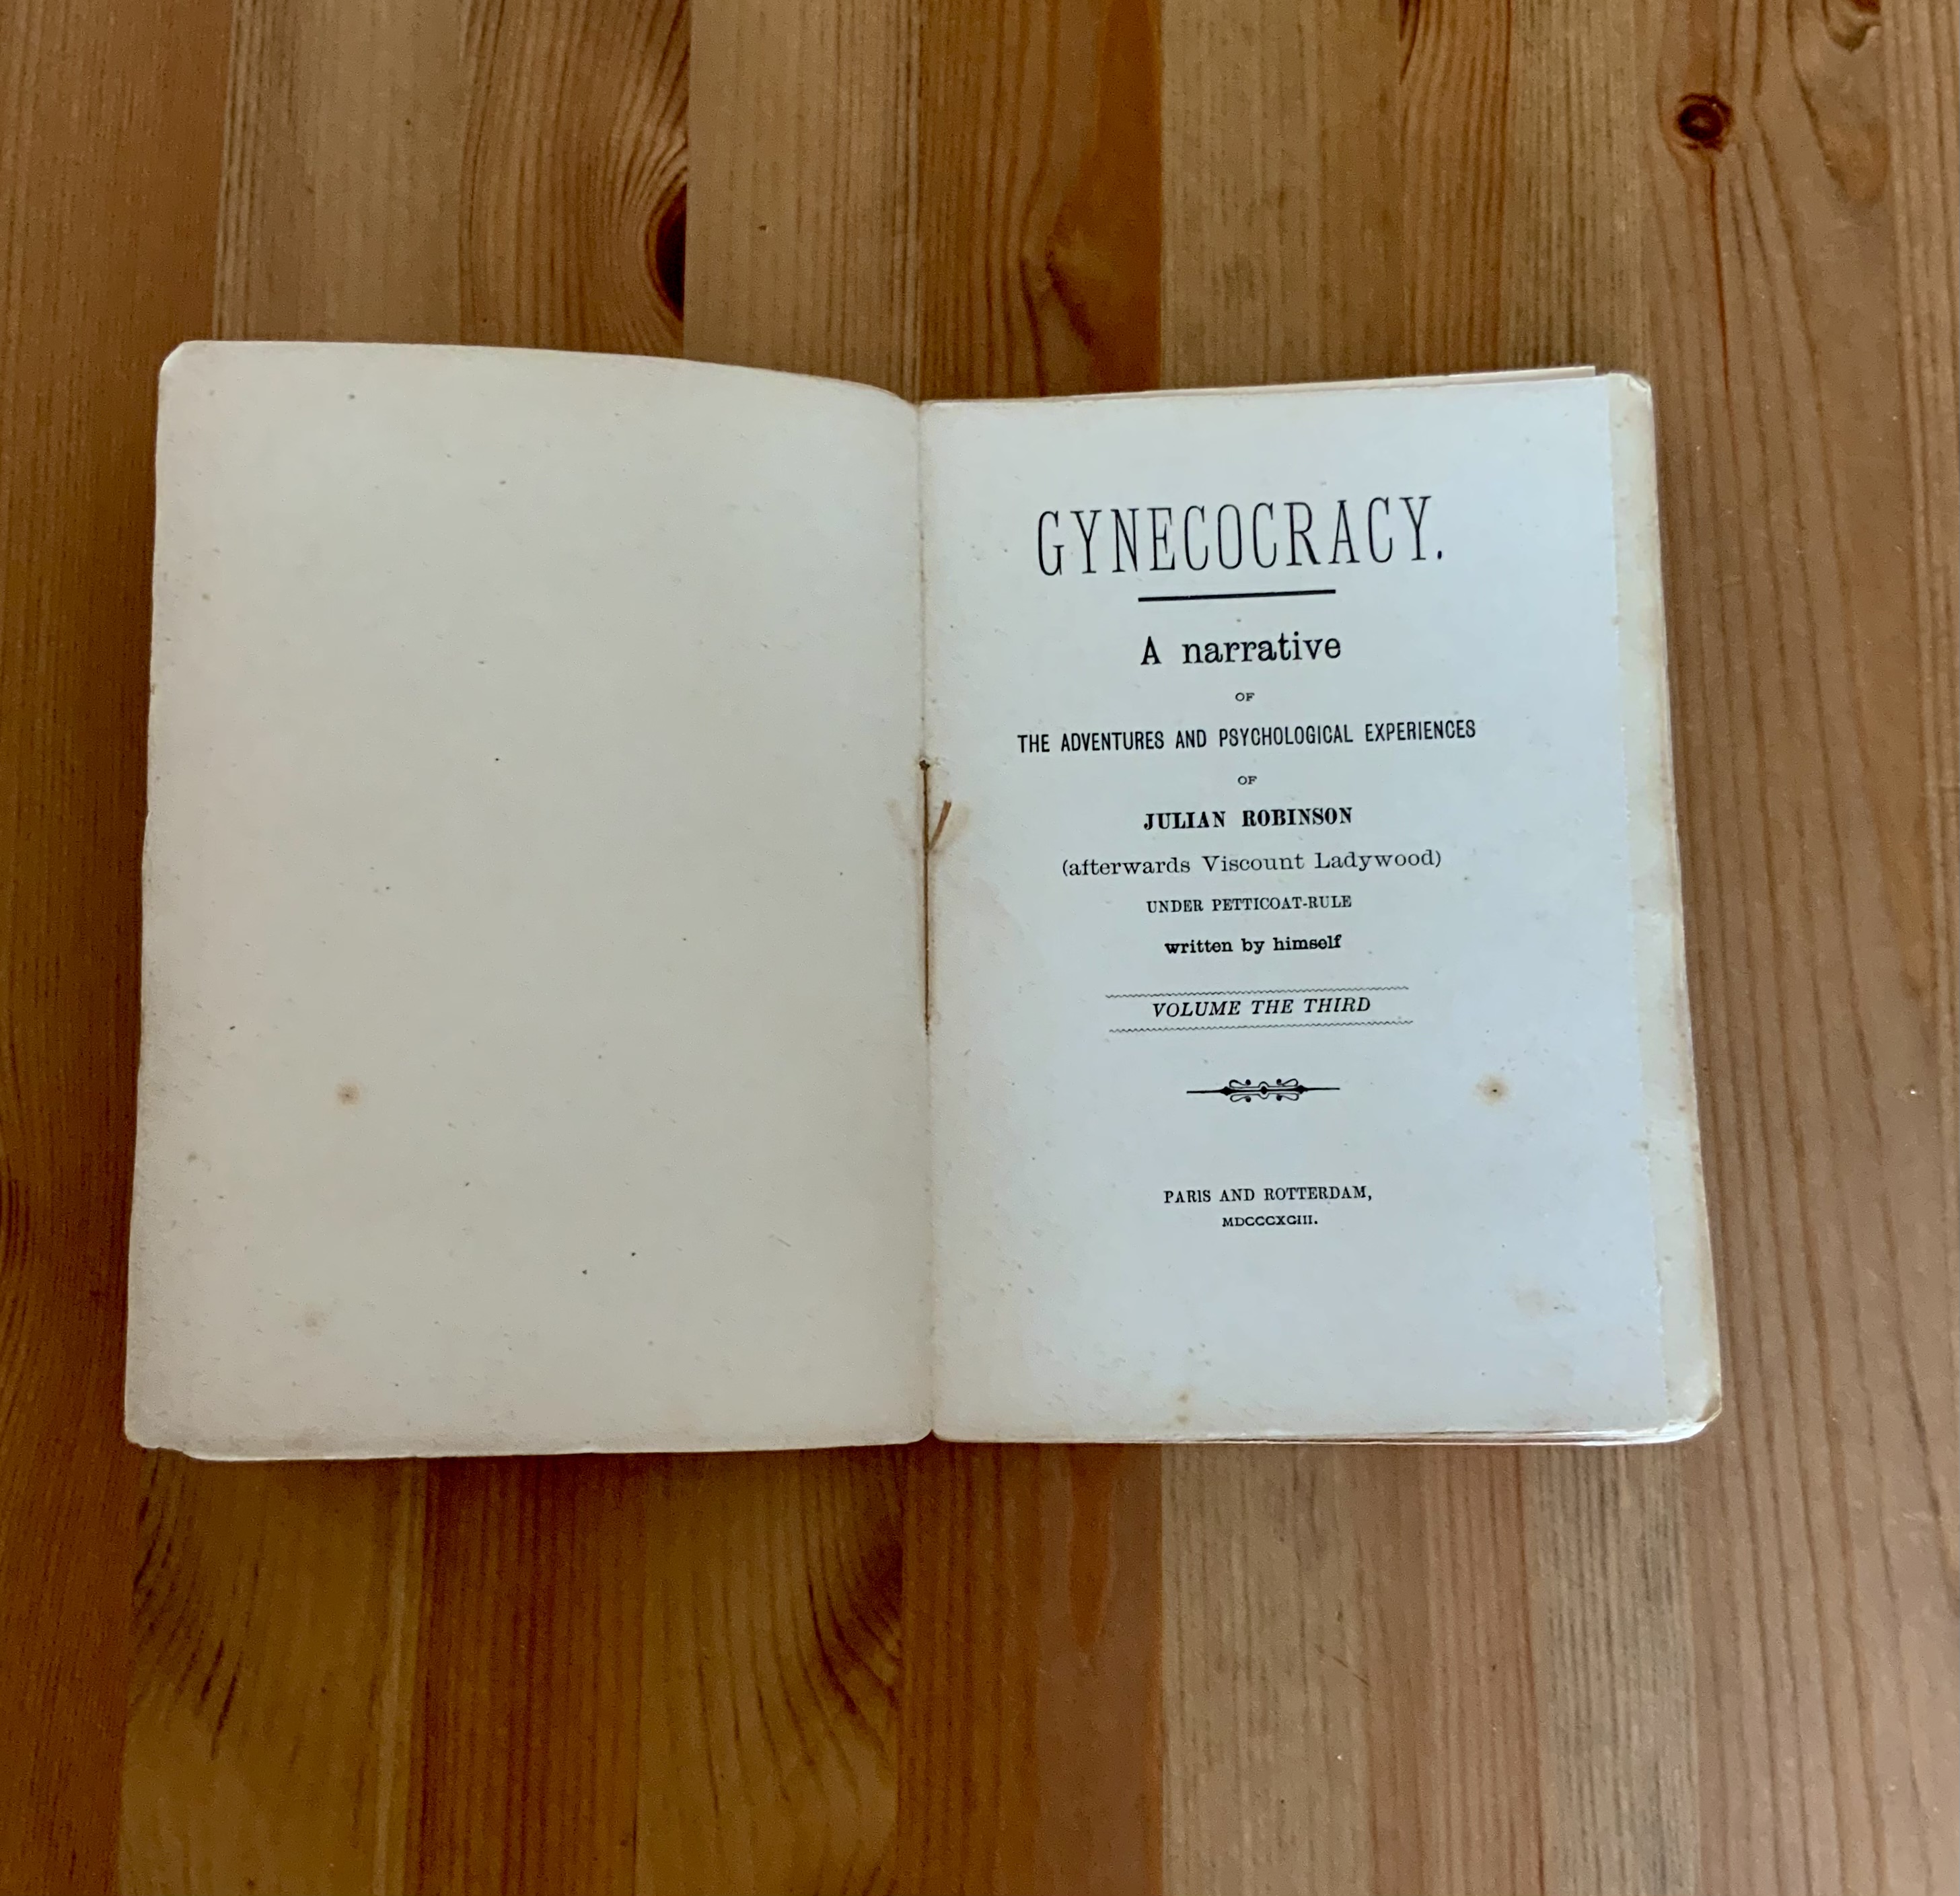 GYNECOCRACY.
A narrative
OF
THE ADVENTURES AND PSYCHOLOGICAL EXPERIENCES
OF
JULIAN ROBINSON
(afterwards Viscount Ladywood)
UNDER PETTICOAT-RULE
written by himself
VOLUME THE THIRD
PARIS AND ROTTERDAM,
MDCCCXCIII.